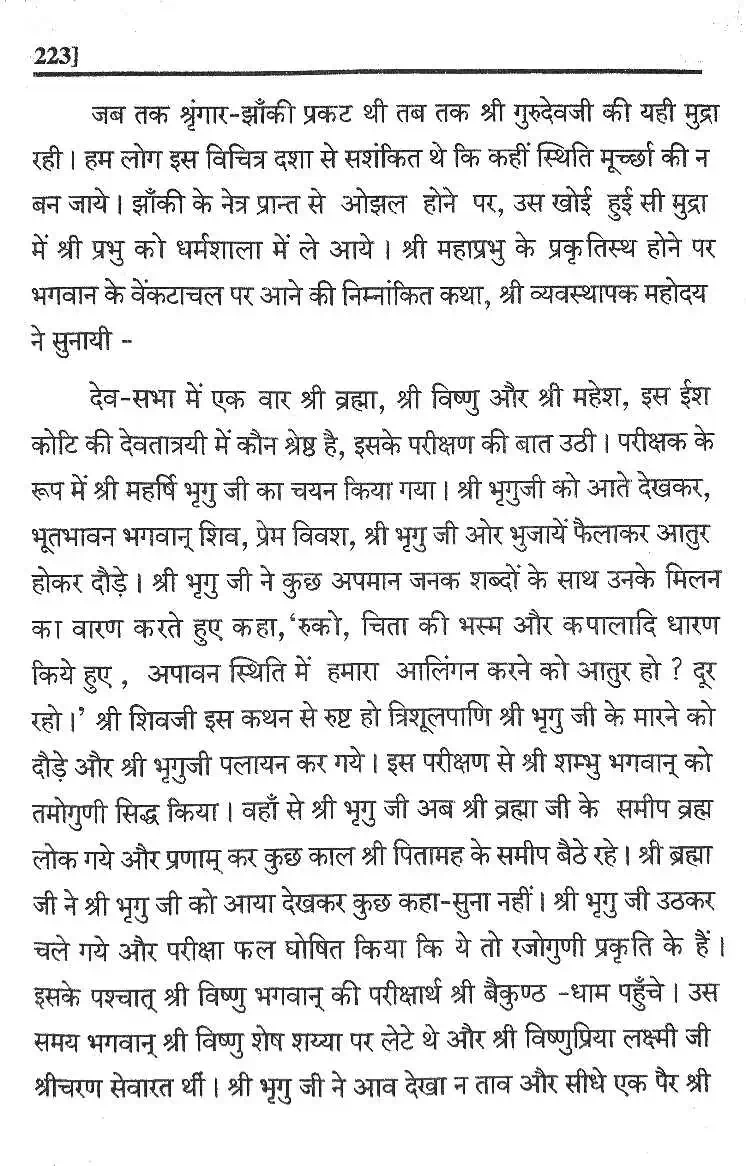 223]
जब तक श्रृंगार-झाँकी प्रकट थी तब तक श्री गुरुदेवजी की यही मुद्रा
रही। हम लोग इस विचित्र दशा से सशंकित थे कि कहीं स्थिति मूर्च्छा की न
बन जाये। झाँकी के नेत्र प्रान्त से ओझल होने पर, उस खोई हुई सी मुद्रा
में श्री प्रभु को धर्मशाला में ले आये। श्री महाप्रभु के प्रकृतिस्थ होने पर
भगवान के वेंकटाचल पर आने की निम्नांकित कथा, श्री व्यवस्थापक महोदय
ने सुनायी -
देव-सभा में एक वार श्री ब्रह्मा, श्री विष्णु और श्री महेश, इस ईश
कोटि की देवतात्रयी में कौन श्रेष्ठ है, इसके परीक्षण की बात उठी। परीक्षक के
रूप में श्री महर्षि भृगु जी का चयन किया गया। श्री भृगुजी को आते देखकर,
भूतभावन भगवान् शिव, प्रेम विवश, श्री भृगु जी ओर भुजायें फैलाकर आतुर
होकर दौड़े। श्री भृगु जी ने कुछ अपमान जनक शब्दों के साथ उनके मिलन
का वारण करते हुए कहा,'रुको, चिता की भस्म और कपालादि धारण
किये हुए , अपावन स्थिति में हमारा आलिंगन करने को आतुर हो ? दूर
रहो।' श्री शिवजी इस कथन से रुष्ट हो त्रिशूलपाणि श्री भृगु जी के मारने को
दौड़े और श्री भृगुजी पलायन कर गये। इस परीक्षण से श्री शम्भु भगवान् को
तमोगुणी सिद्ध किया। वहाँ से श्री भृगु जी अब श्री ब्रह्मा जी के समीप ब्रह्म
लोक गये और प्रणाम् कर कुछ काल श्री पितामह के समीप बैठे रहे। श्री ब्रह्मा
जी ने श्री भृगु जी को आया देखकर कुछ कहा-सुना नहीं। श्री भृगु जी उठकर
चले गये और परीक्षा फल घोषित किया कि ये तो रजोगुणी प्रकृति के हैं।
इसके पश्चात् श्री विष्णु भगवान् की परीक्षार्थ श्री बैकुण्ठ -धाम पहुँचे। उस
समय भगवान् श्री विष्णु शेष शय्या पर लेटे थे और श्री विष्णुप्रिया लक्ष्मी जी
श्रीचरण सेवारत थीं। श्री भृगु जी ने आव देखा न ताव और सीधे एक पैर श्री